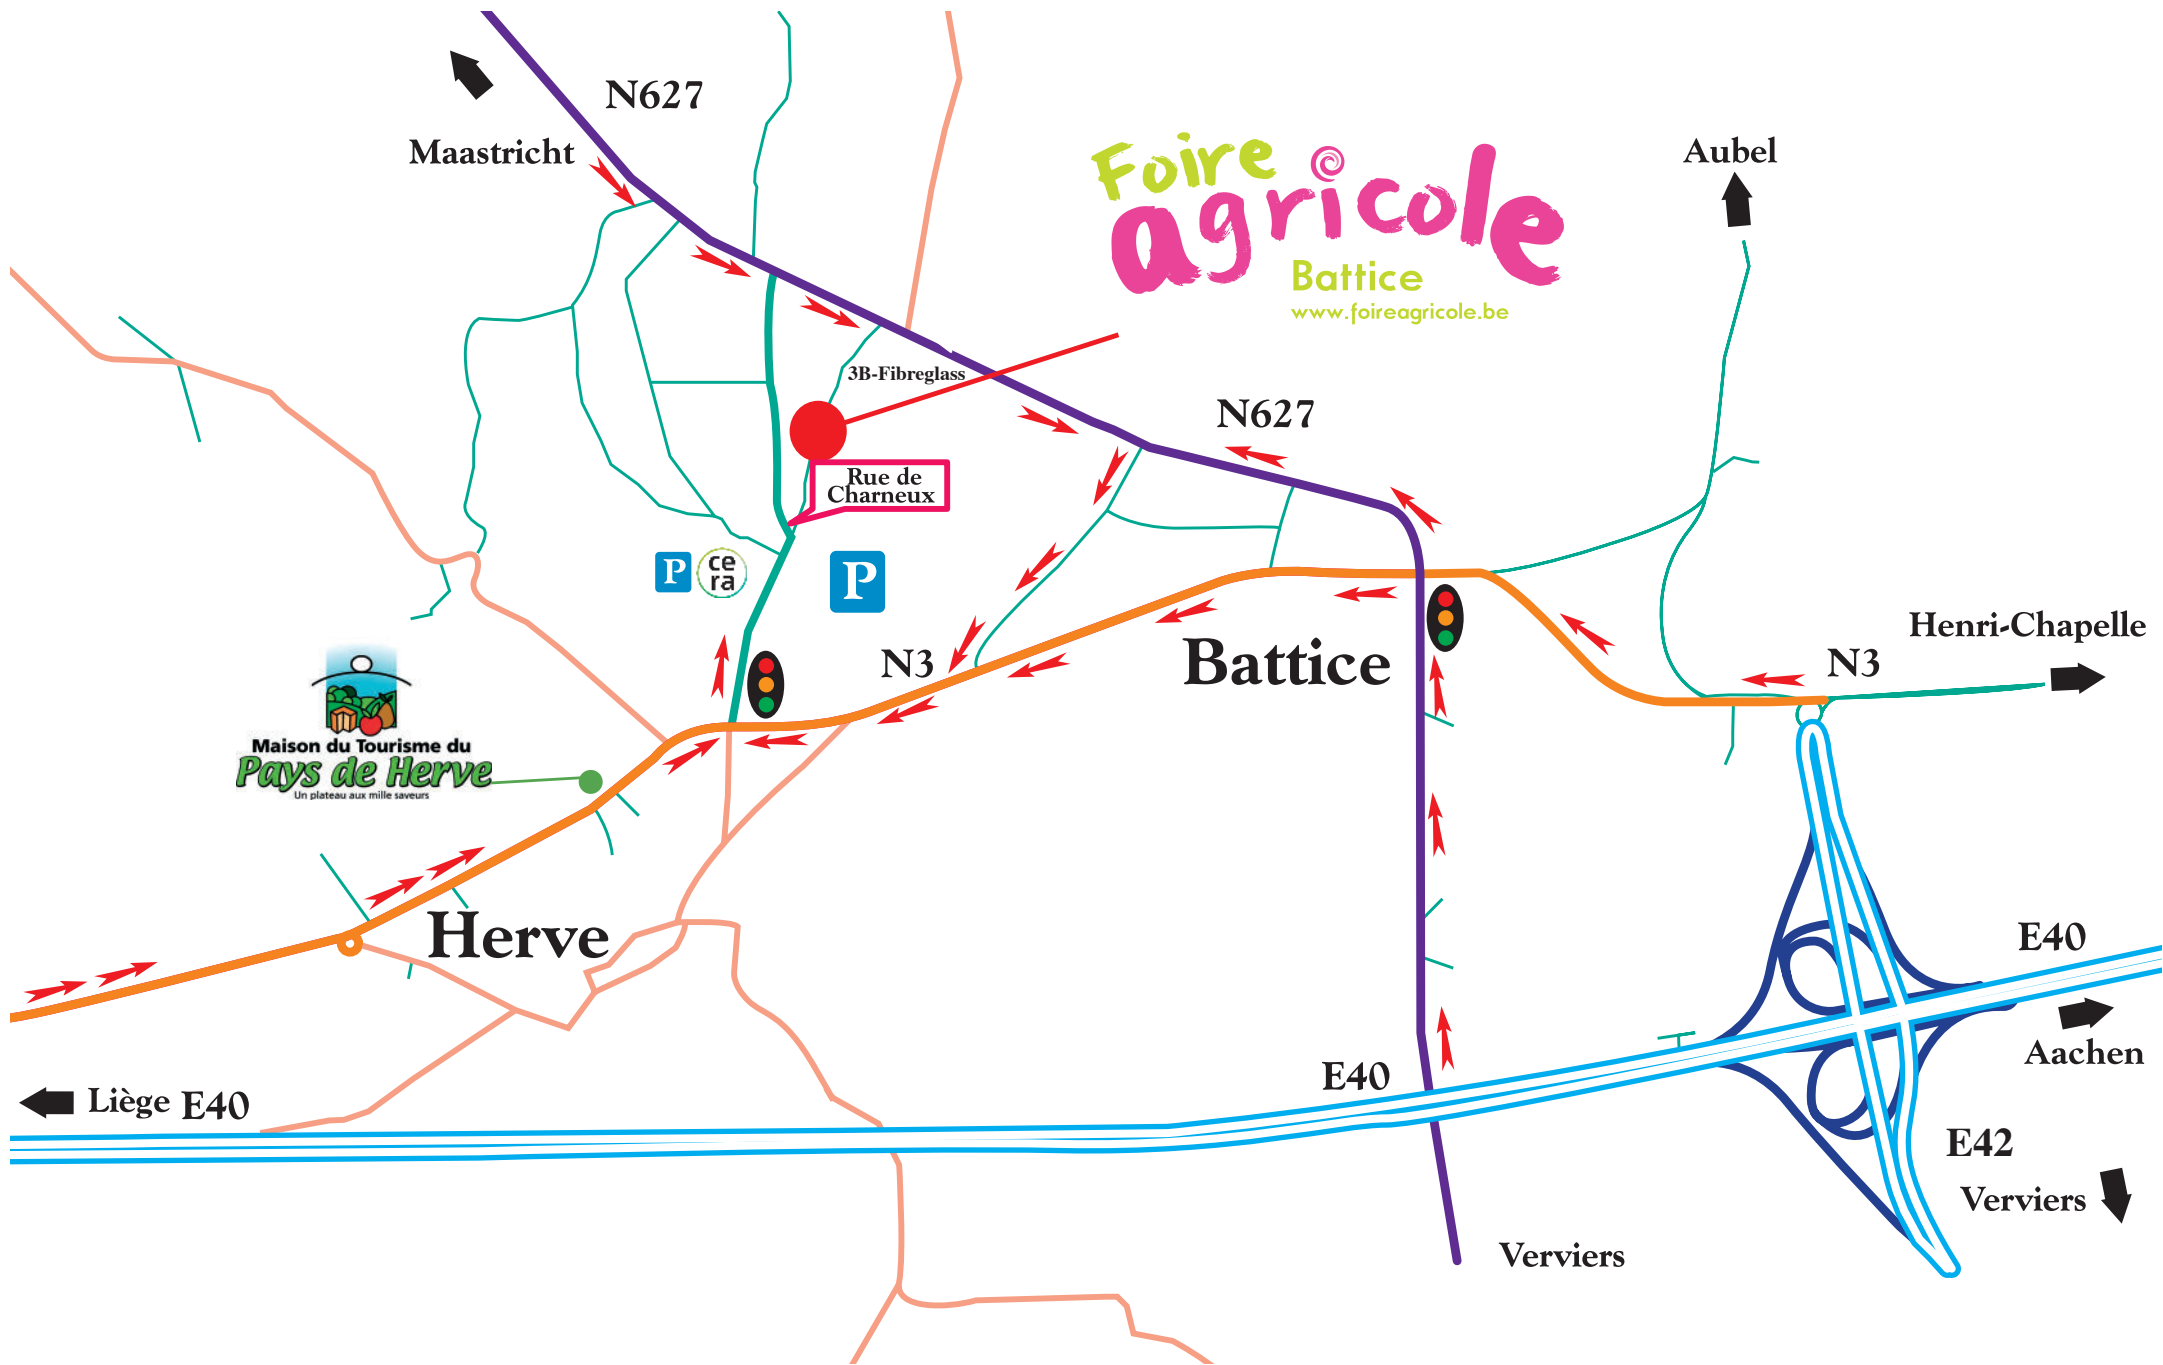 N627
Maastricht
Foire
agricole
Battice
www.foireagricole.be
Aubel
3B-Fibreglass
N627
Rue de
Charneux
P
ce
ra
P
Henri-Chapelle
N3
N3
Battice
Maison du Tourisme du
Pays de Herve
Un plateau aux mille saveurs
Herve
E40
Aachen
E40
Liège E40
E42
Verviers
Verviers